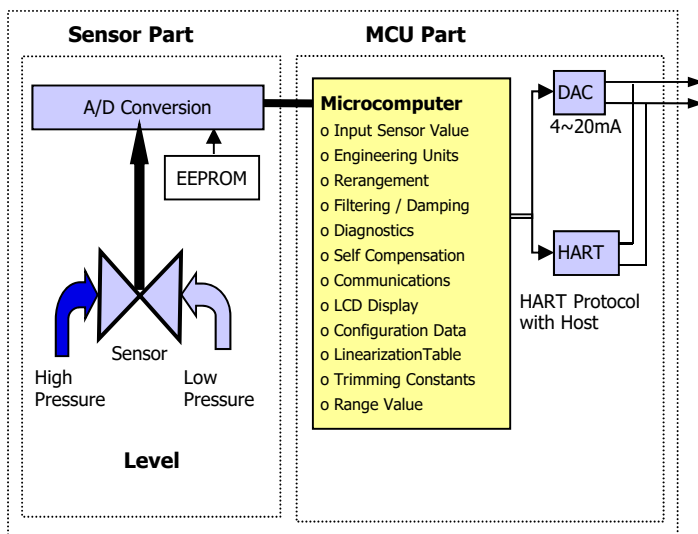 Sensor Part
MCU Part
A/D Conversion
EEPROM
Sensor
High
Pressure
Low
Pressure
Level
Microcomputer
o Input Sensor Value
o Engineering Units
o Rerangement
o Filtering / Damping
o Diagnostics
o Self Compensation
o Communications
o LCD Display
o Configuration Data
o LinearizationTable
o Trimming Constants
o Range Value
DAC
4~20mA
HART
HART Protocol
with Host